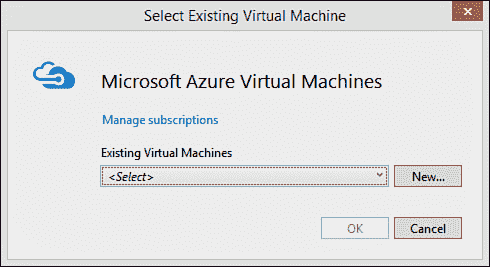 Select Existing Virtual Machine
Microsoft Azure Virtual Machines
Manage subscriptions
Existing Virtual Machines
<Select>
New...
OK
Cancel